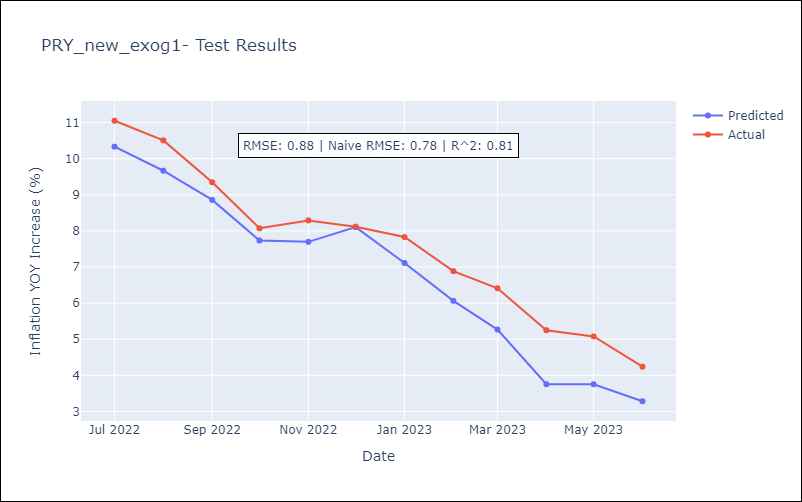 PRY_new_exog1- Test Results
Predicted
Actual
RMSE: 0.88 | Naive RMSE: 0.78 | R^2: 0.81
Inflation YOY Increase (%)
11
10
9
8
7
6
5
4
3
Jul 2022 Sep 2022 Nov 2022 Jan 2023 Mar 2023 May 2023
Date